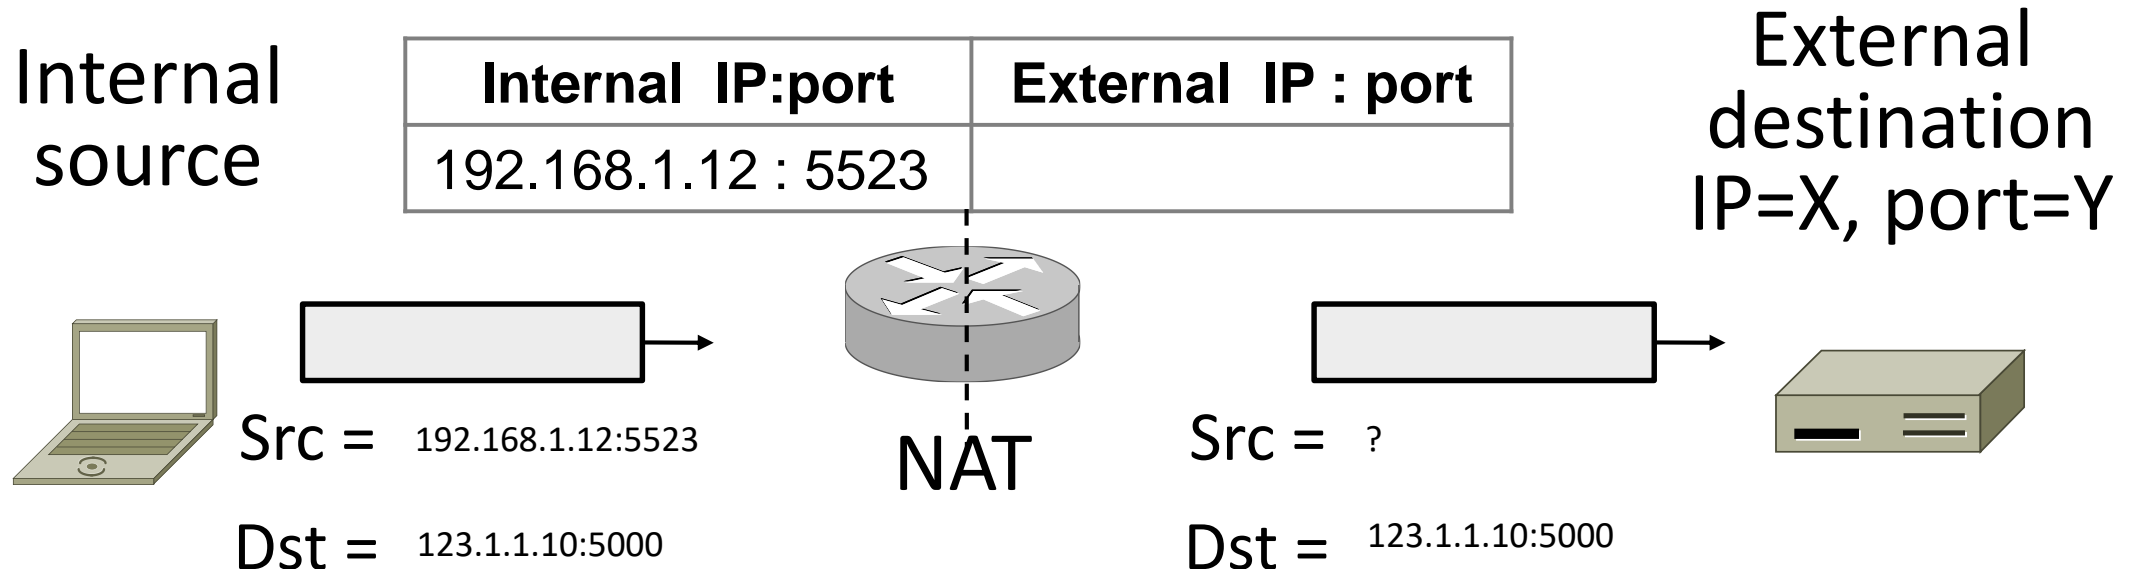 Internal
source
Internal IP:port
External IP : port
192.168.1.12 : 5523
External
destination
IP=X, port=Y
NAT
Src = 192.168.1.12:5523
Dst = 123.1.1.10:5000
Src = ?
Dst = 123.1.1.10:5000